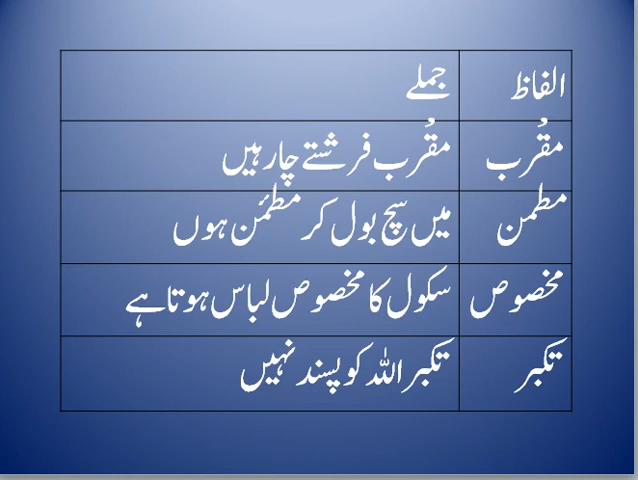 الفاظ جملے
مقُرب مقُرب فرشتے چار ہیں
مطمن میں سچ بول کر مطمئن ہوں
مخصوص سکول کا مخصوص لباس ہوتا ہے
تکبر تکبر اللہ کو پسند نہیں